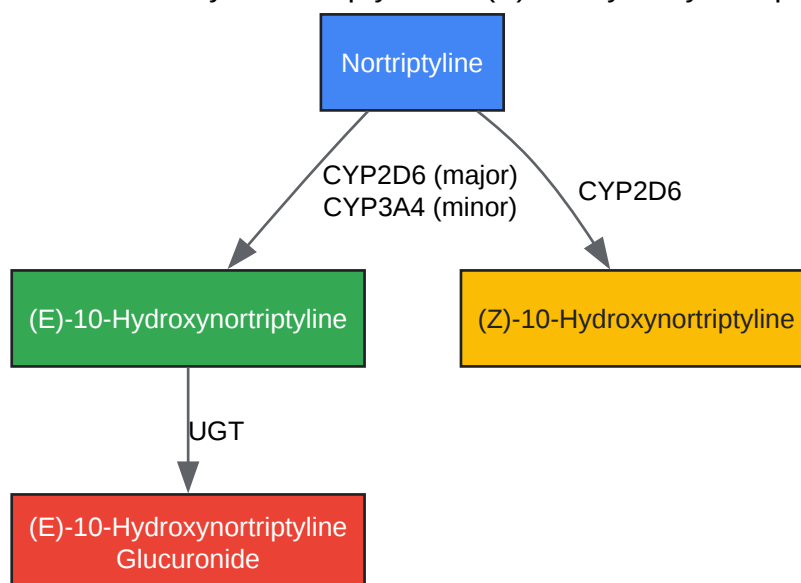 Nortriptyline
CYP2D6 (major)
CYP3A4 (minor)
CYP2D6
(E)-10-Hydroxynortriptyline
(Z)-10-Hydroxynortriptyline
UGT
(E)-10-Hydroxynortriptyline
Glucuronide